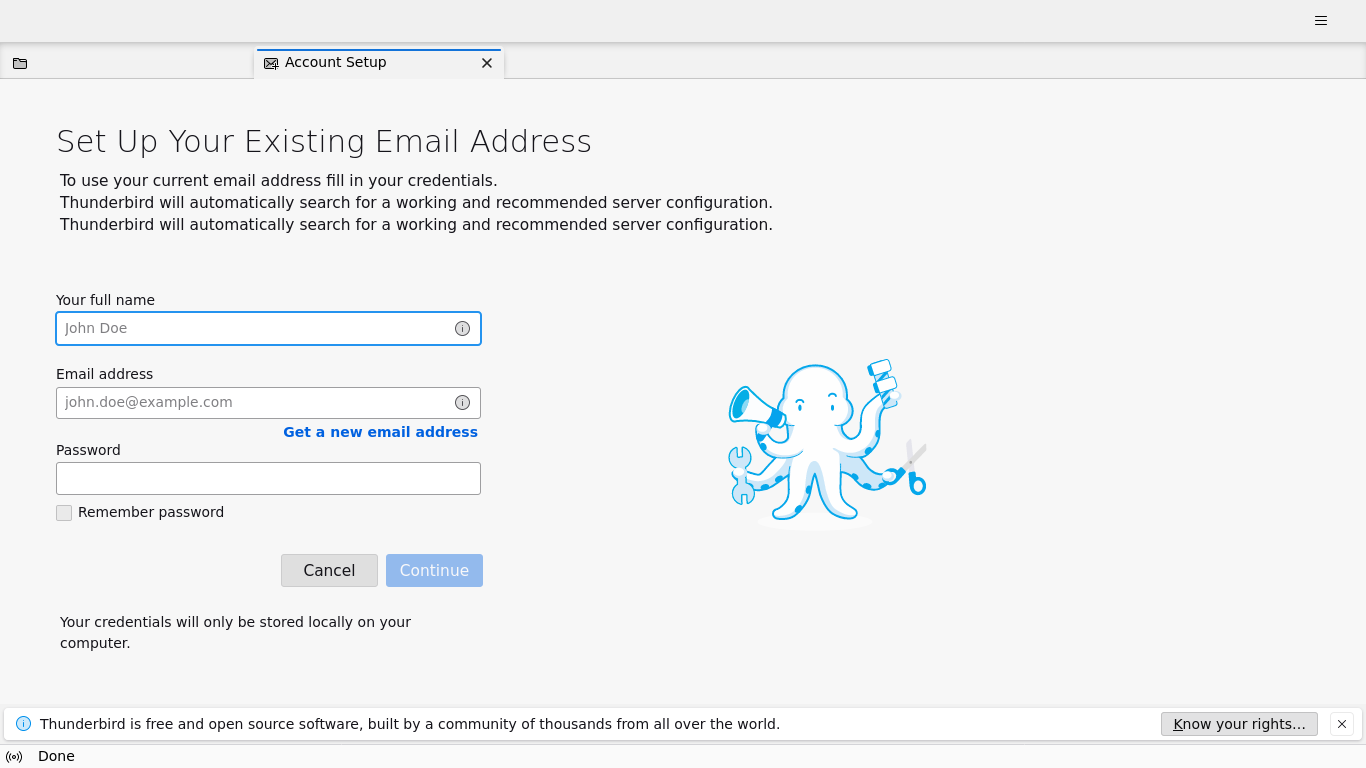 Account Setup
Set Up Your Existing Email Address
To use your current email address fill in your credentials.
Thunderbird will automatically search for a working and recommended server configuration.
Thunderbird will automatically search for a working and recommended server configuration.
Your full name
John Doe
Email address
john.doe@example.com
Get a new email address
Password
Remember password
Cancel Continue
Your credentials will only be stored locally on your
computer.
Thunderbird is free and open source software, built by a community of thousands from all over the world. Know your rights...
Done